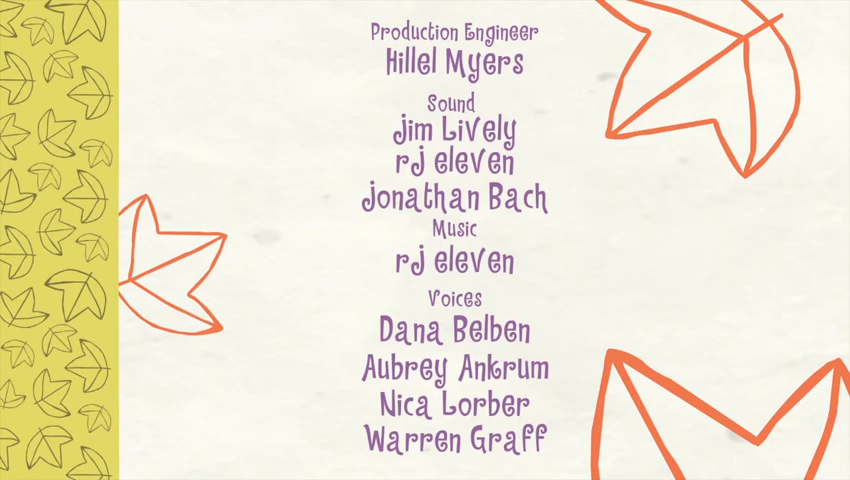 Production Engineer
Hillel Myers
Sound
jim Lively
rj eleven
jonathan Bach
Music
rj eleven
Voices
Dana Belben
Aubrey Ankrum
Nica Lorber
Warren Graff